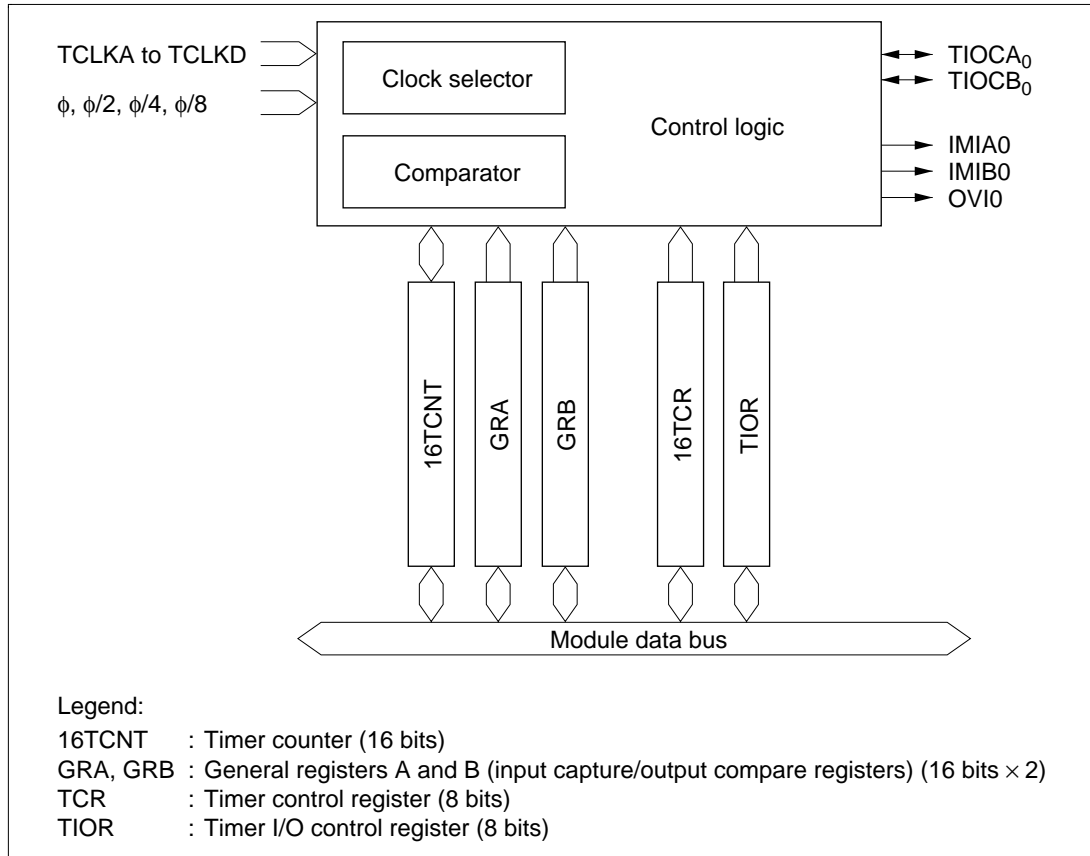 TCLKA to TCLKD
ϕ, ϕ/2, ϕ/4, ϕ/8
Clock selector
Comparator
Control logic
TIOCA0
TIOCB0
IMIA0
IMIB0
OVI0
16TCNT
GRA
GRB
16TCR
TIOR
Module data bus
Legend:
16TCNT : Timer counter (16 bits)
GRA, GRB : General registers A and B (input capture/output compare registers) (16 bits × 2)
TCR : Timer control register (8 bits)
TIOR : Timer I/O control register (8 bits)